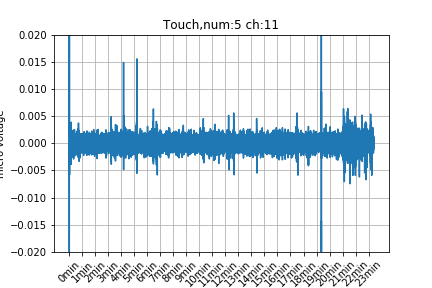 Touch,num:5 ch:11
0.020
0.015
0.010
0.005
0.000
−0.005
−0.010
−0.015
−0.020
micro voltage
0min
1min
2min
3min
4min
5min
6min
7min
8min
9min
10min
11min
12min
13min
14min
15min
16min
17min
18min
19min
20min
21min
22min
23min